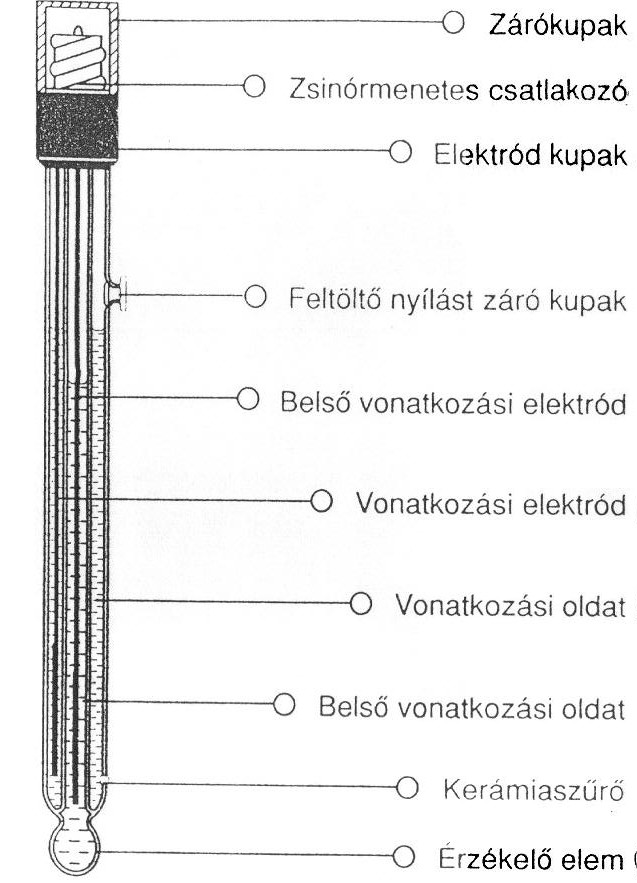 Zárókupak
Zsinórmenetes csatlakozó
Elektród kupak
Feltöltő nyílást záró kupak
Belső vonatkozási elektród
Vonatkozási elektród
Vonatkozási oldat
Belső vonatkozási oldat
Kerámiaszűrő
Érzékelő elem